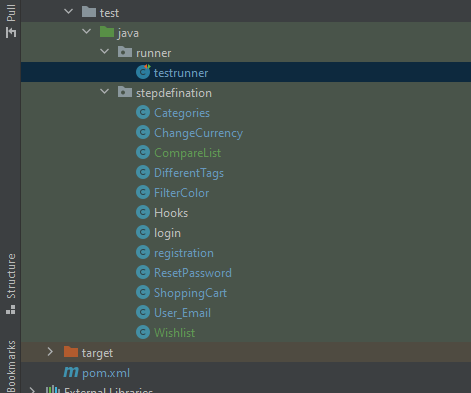 Pull
test
java
runner
testrunner
stepdefination
Categories
ChangeCurrency
CompareList
DifferentTags
FilterColor
Hooks
login
registration
ResetPassword
ShoppingCart
User_Email
Wishlist
target
pom.xml
External Libraries
Structure
Bookmarks